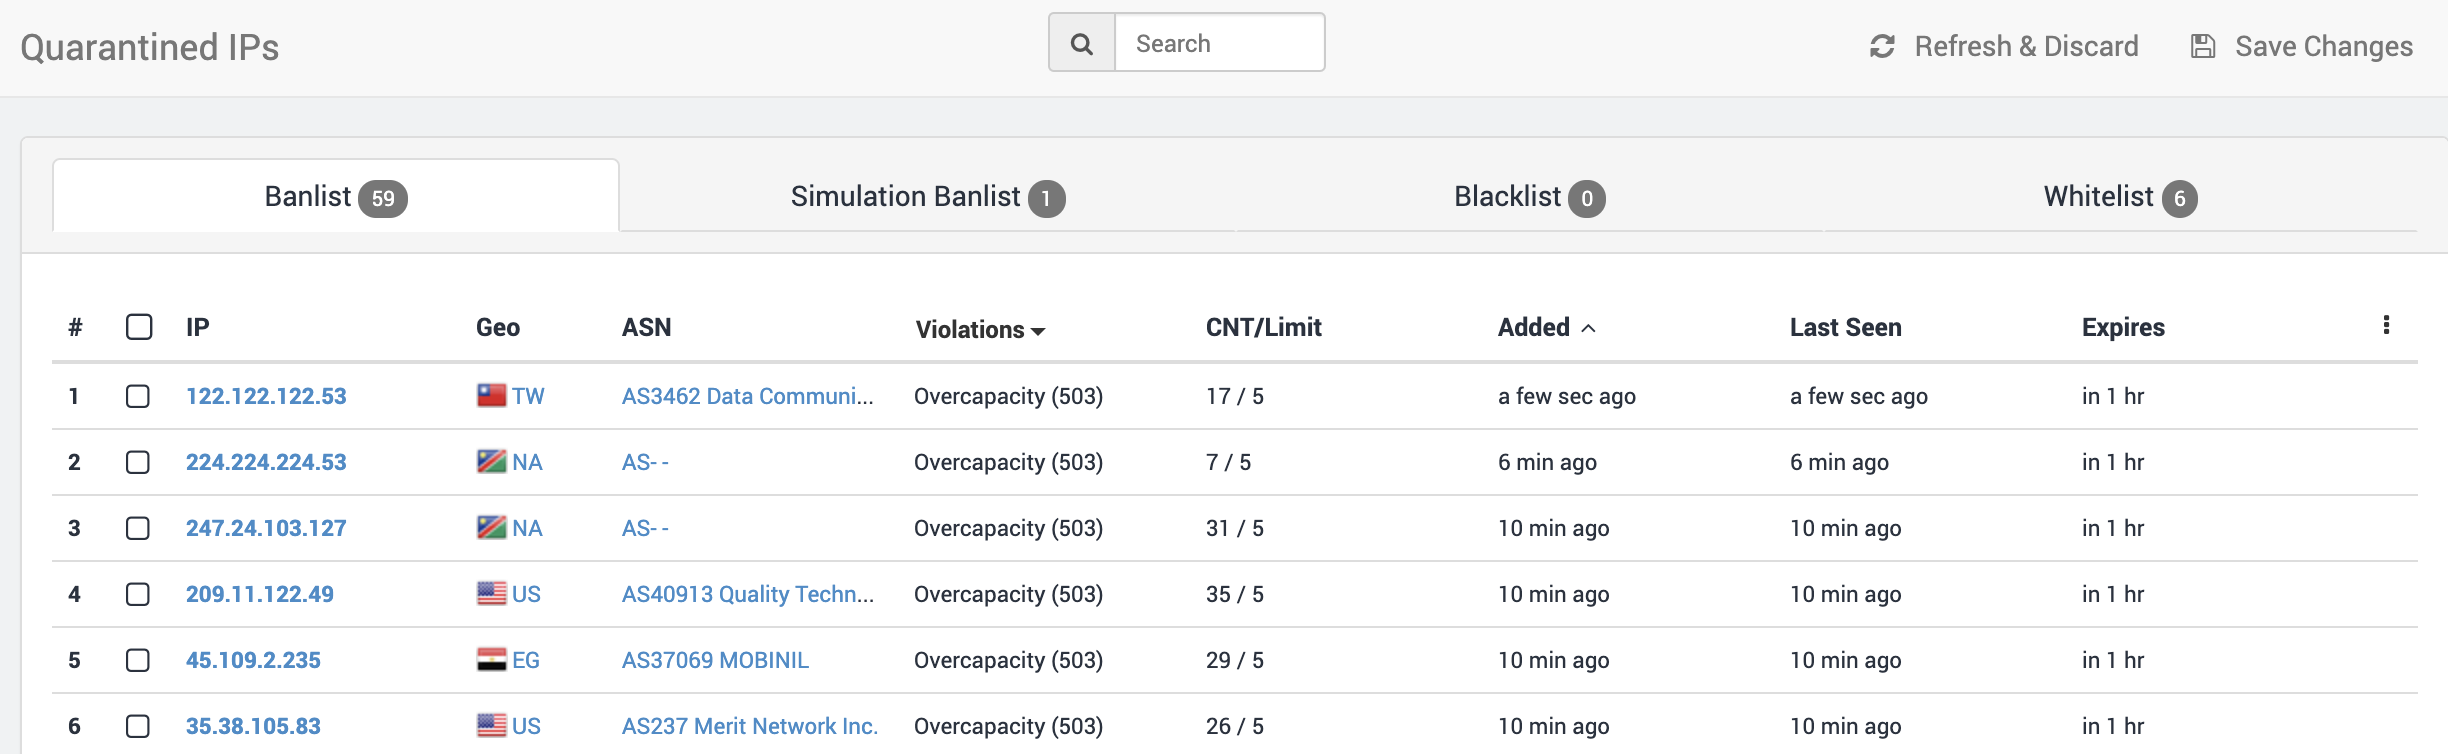 Quarantined IPs Search Refresh & Discard Save Changes
Banlist 59 Simulation Banlist 1 Blacklist 0 Whitelist 6
# IP Geo ASN Violations CNT/Limit Added Last Seen Expires
1 122.122.122.53 TW AS3462 Data Communi... Overcapacity (503) 17 / 5 a few sec ago a few sec ago in 1 hr
2 224.224.224.53 NA AS- - Overcapacity (503) 7 / 5 6 min ago 6 min ago in 1 hr
3 247.24.103.127 NA AS- - Overcapacity (503) 31 / 5 10 min ago 10 min ago in 1 hr
4 209.11.122.49 US AS40913 Quality Techn... Overcapacity (503) 35 / 5 10 min ago 10 min ago in 1 hr
5 45.109.2.235 EG AS37069 MOBINIL Overcapacity (503) 29 / 5 10 min ago 10 min ago in 1 hr
6 35.38.105.83 US AS237 Merit Network Inc. Overcapacity (503) 26 / 5 10 min ago 10 min ago in 1 hr